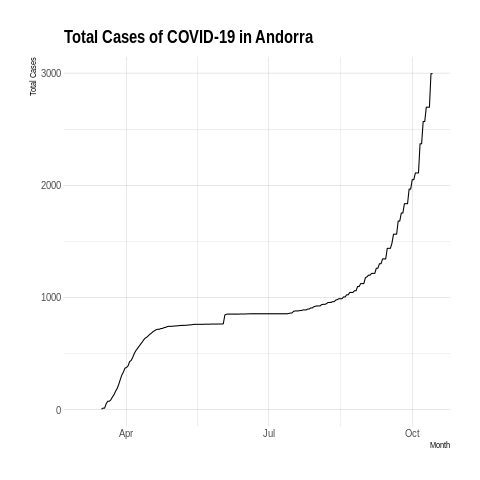 Total Cases of COVID-19 in Andorra
Total Cases
3000
2000
1000
0
Apr
Jul
Oct
Month